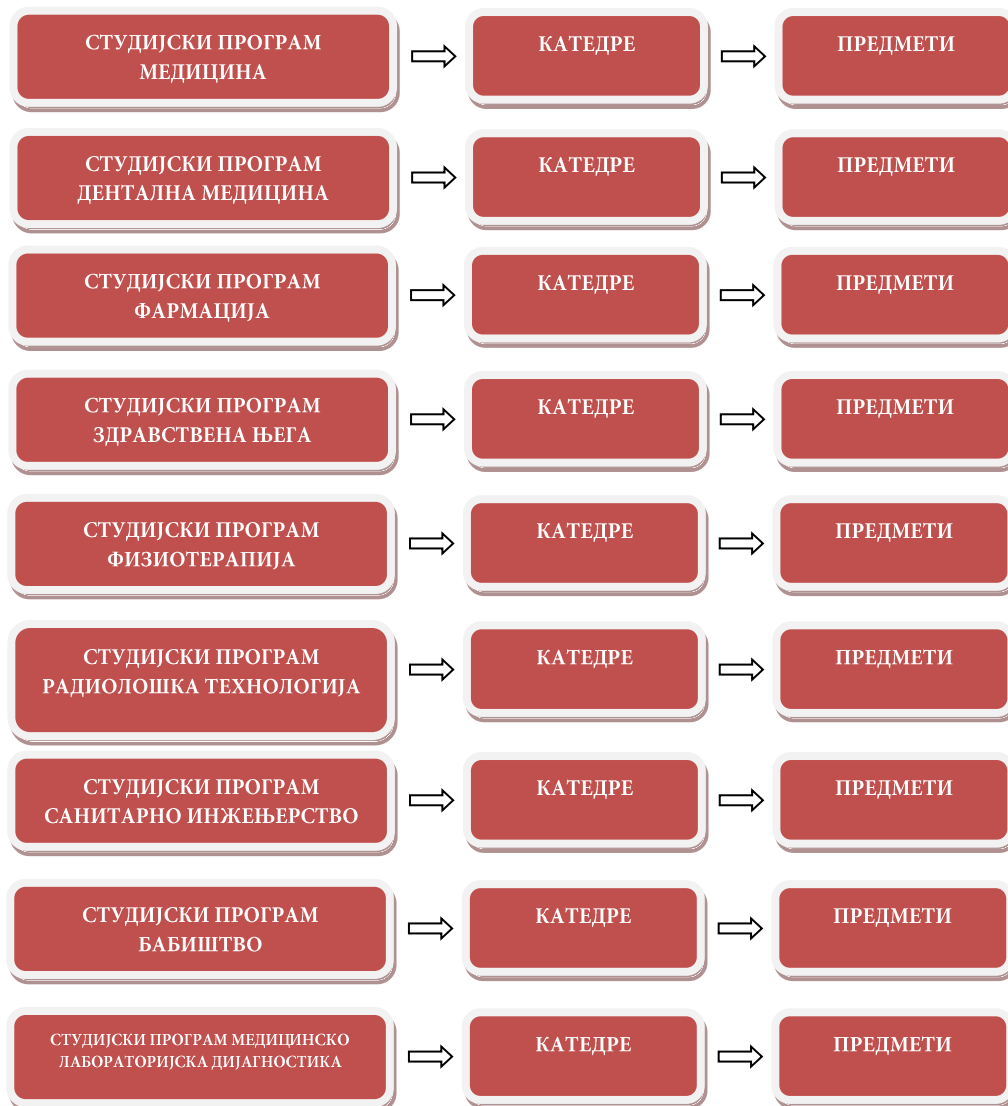 СТУДИЈСКИ ПРОГРАМ
МЕДИЦИНА
КАТЕДРЕ
ПРЕДМЕТИ
СТУДИЈСКИ ПРОГРАМ
ДЕНТАЛНА МЕДИЦИНА
КАТЕДРЕ
ПРЕДМЕТИ
СТУДИЈСКИ ПРОГРАМ
ФАРМАЦИЈА
КАТЕДРЕ
ПРЕДМЕТИ
СТУДИЈСКИ ПРОГРАМ
ЗДРАВСТВЕНА ЊЕГА
КАТЕДРЕ
ПРЕДМЕТИ
СТУДИЈСКИ ПРОГРАМ
ФИЗИОТЕРАПИЈА
КАТЕДРЕ
ПРЕДМЕТИ
СТУДИЈСКИ ПРОГРАМ
РАДИОЛОШКА ТЕХНОЛОГИЈА
КАТЕДРЕ
ПРЕДМЕТИ
СТУДИЈСКИ ПРОГРАМ
САНИТАРНО ИНЖЕЊЕРСТВО
КАТЕДРЕ
ПРЕДМЕТИ
СТУДИЈСКИ ПРОГРАМ
БАБИШТВО
КАТЕДРЕ
ПРЕДМЕТИ
СТУДИЈСКИ ПРОГРАМ МЕДИЦИНСКО
ЛАБОРАТОРИЈСКА ДИЈАГНОСТИКА
КАТЕДРЕ
ПРЕДМЕТИ